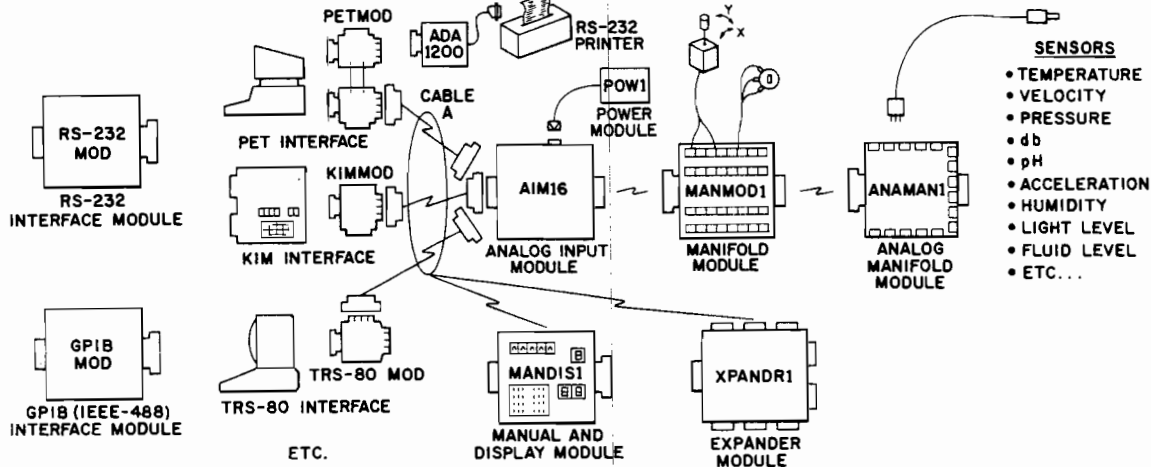 PETMOD
ADA
1200
RS-232
PRINTER
Y
X
SENSORS
• TEMPERATURE
• VELOCITY
• PRESSURE
• db
• pH
• ACCELERATION
• HUMIDITY
• LIGHT LEVEL
• FLUID LEVEL
• ETC...
RS-232
MOD
RS-232
INTERFACE MODULE
PET INTERFACE
CABLE
A
POW1
POWER
MODULE
KIMMOD
KIM INTERFACE
AIM16
ANALOG INPUT
MODULE
MANMOD1
MANIFOLD
MODULE
ANAMAN1
ANALOG
MANIFOLD
MODULE
GPIB
MOD
GPIB (IEEE-488)
INTERFACE MODULE
TRS-80 MOD
TRS-80 INTERFACE
ETC.
MANDIS1
MANUAL AND
DISPLAY MODULE
XPANDR1
EXPANDER
MODULE